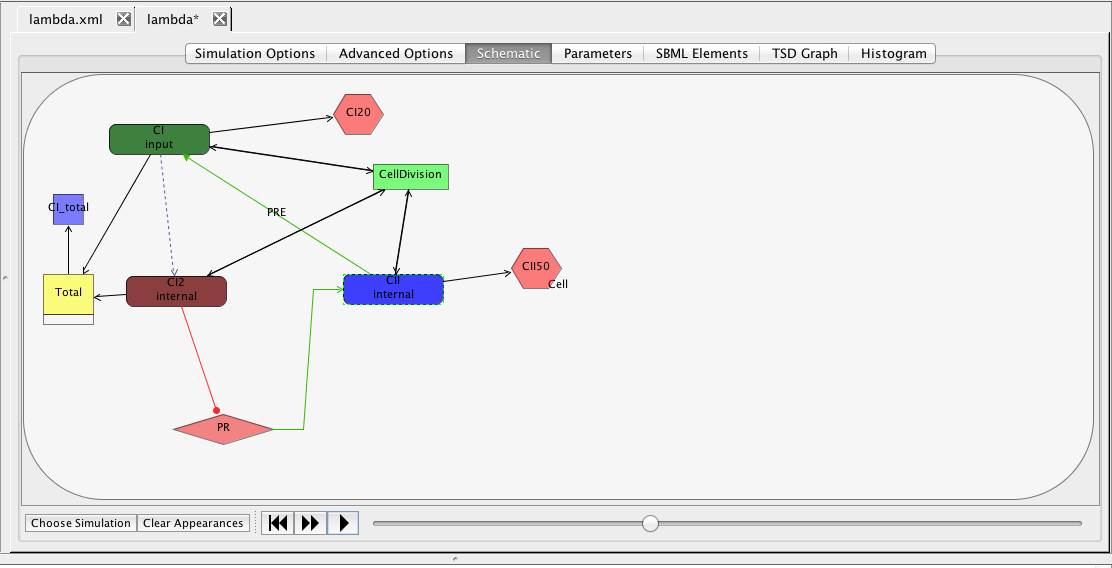 lambda.xml
lambda*
Simulation Options
Advanced Options
Schematic
Parameters
SBML Elements
TSD Graph
Histogram
CI
input
CI20
CellDivision
CI_total
PRE
Total
CI2
internal
CII
internal
CII50
Cell
PR
Choose Simulation
Clear Appearances